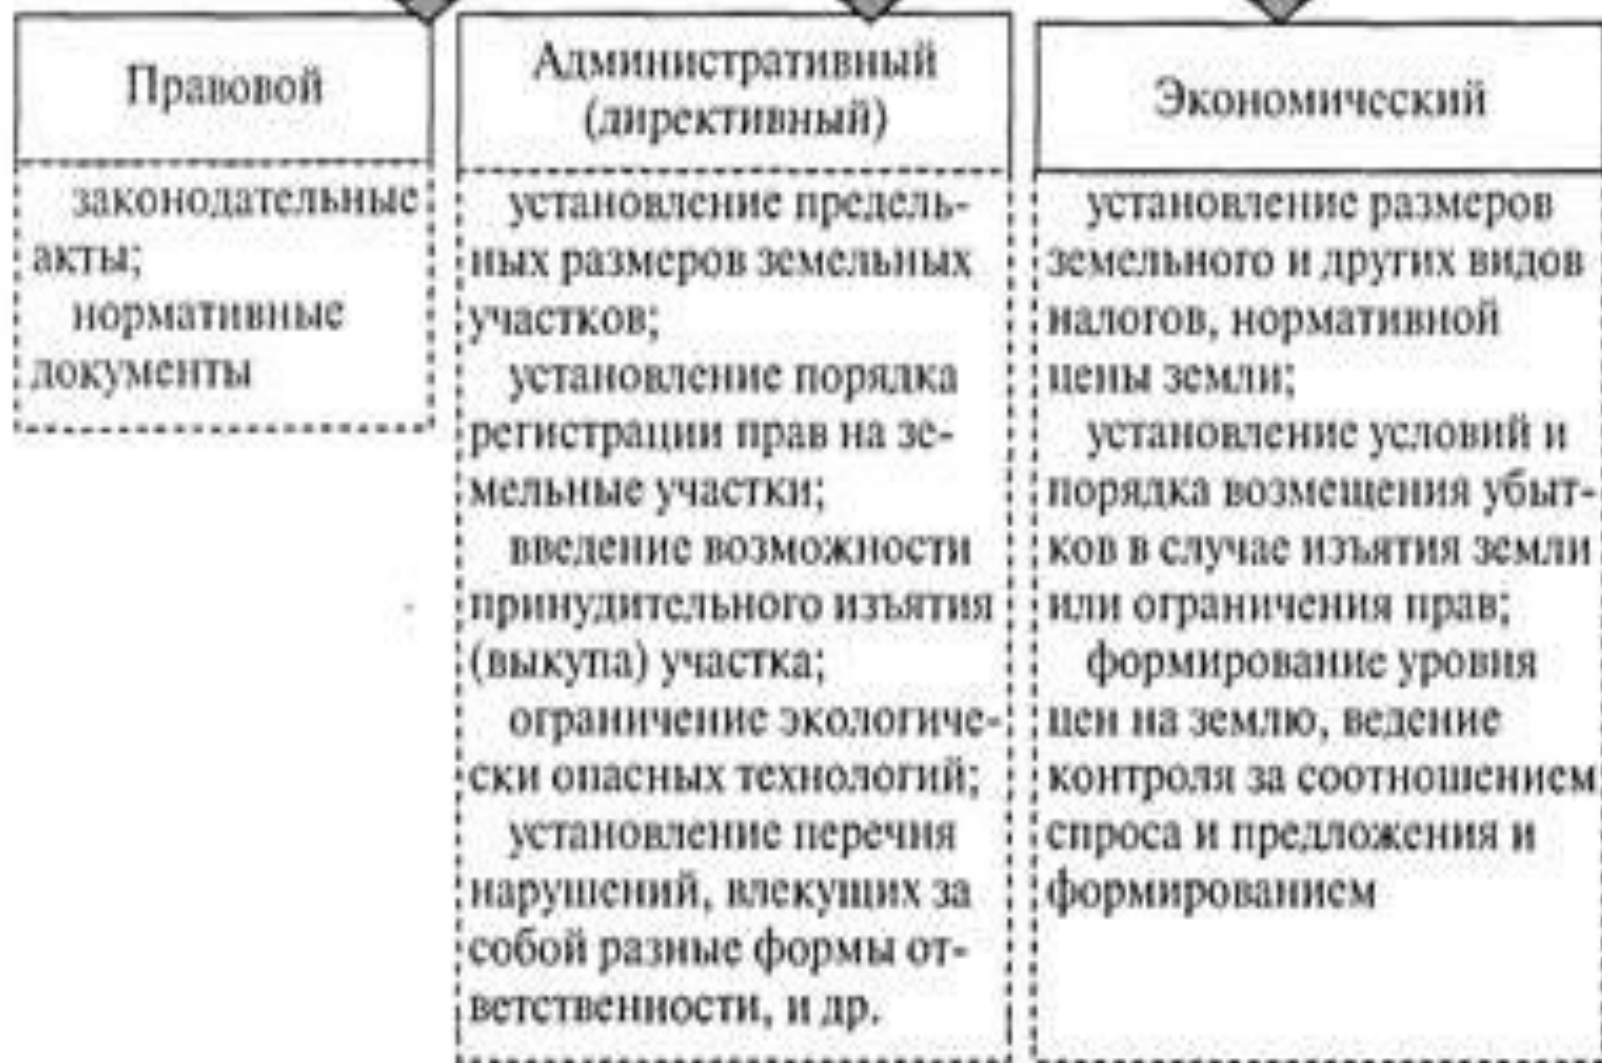 Правовой
законодательные
акты;
нормативные
документы
Административный
(директивный)
установление предель-
ных размеров земельных
участков;
установление порядка
регистрации прав на зе-
мельные участки;
введение возможности
принудительного изъятия
(выкупа) участка;
ограничение экологиче-
ски опасных технологий;
установление перечня
нарушений, влекущих за
собой разные формы от-
ветственности, и др.
Экономический
установление размеров
земельного и других видов
налогов, нормативной
цены земли;
установление условий и
порядка возмещения убыт-
ков в случае изъятия земли
или ограничения прав;
формирование уровня
цен на землю, ведение
контроля за соотношением
спроса и предложения и
формированием